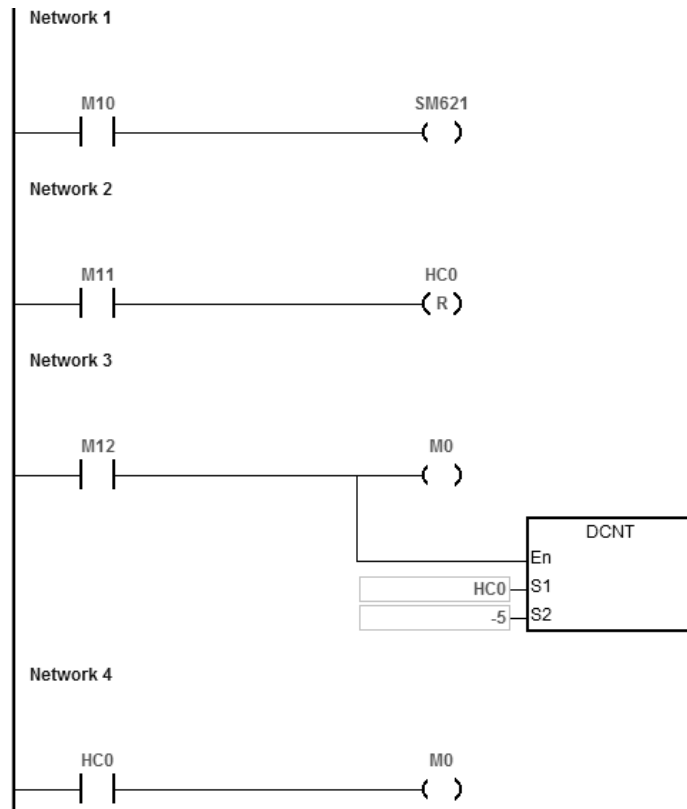 Network 1
M10 SM621
Network 2
M11 HC0
R
Network 3
M12 M0
DCNT
En
HC0 S1
-5 S2
Network 4
HC0 M0